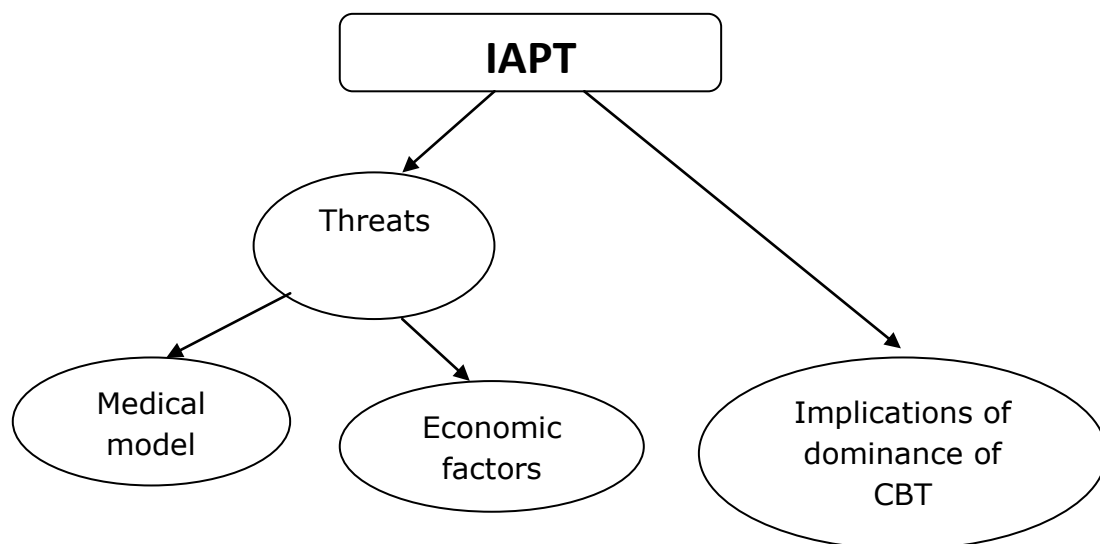 IAPT
Threats
Medical
model
Economic
factors
Implications of
dominance of
CBT